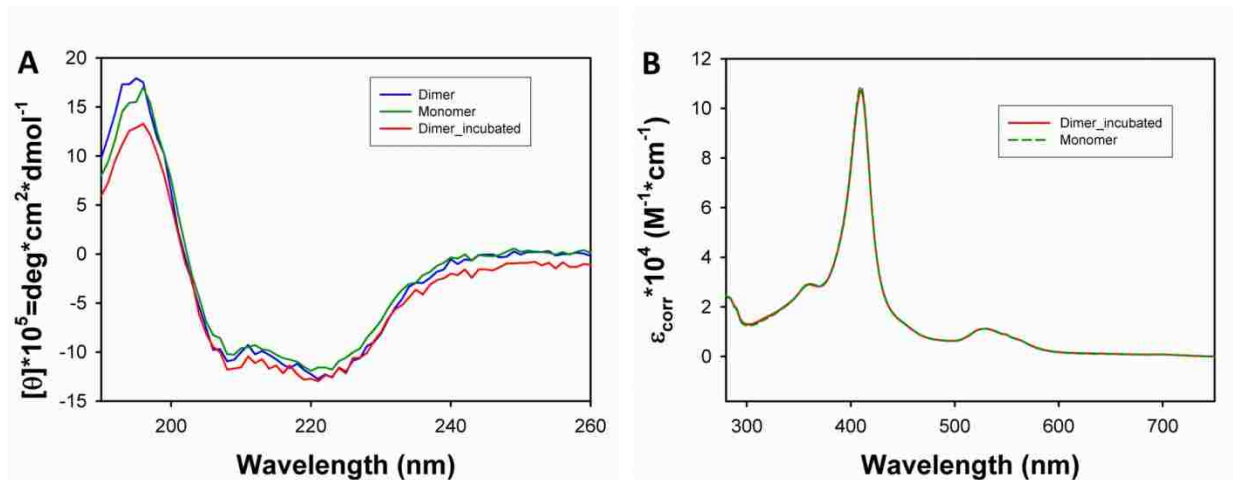 A
20
15
10
5
0
-5
-10
-15
[θ]*10⁵=deg*cm²*dmol⁻¹
Dimer
Monomer
Dimer_incubated
200
220
240
260
Wavelength (nm)
B
12
10
8
6
4
2
0
ε_corr*10⁴ (M⁻¹*cm⁻¹)
Dimer_incubated
Monomer
300
400
500
600
700
Wavelength (nm)